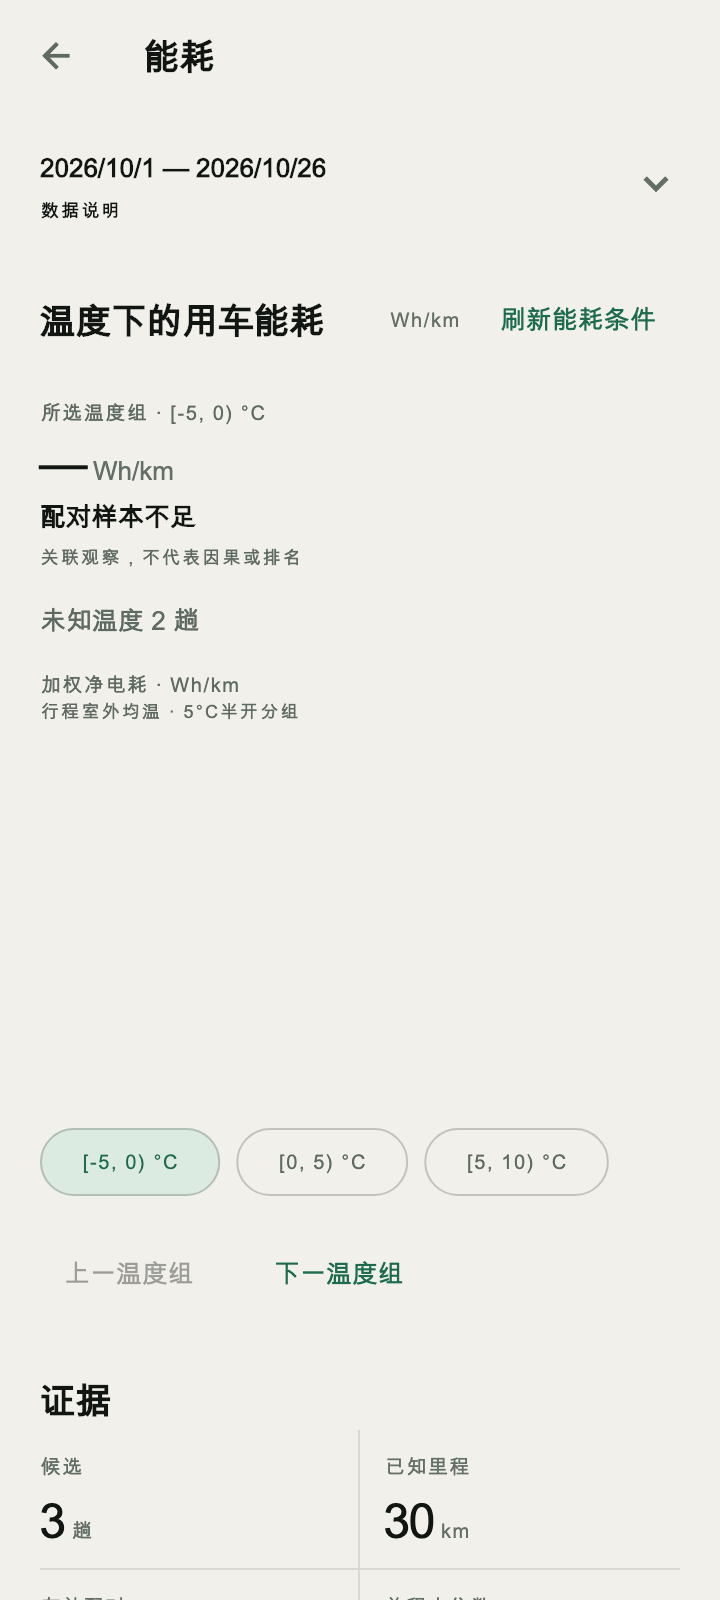 能耗
2026/10/1 — 2026/10/26
数据说明
温度下的用车能耗 Wh/km 刷新能耗条件
所选温度组 · [-5, 0) °C
— Wh/km
配对样本不足
关联观察，不代表因果或排名
未知温度 2 趟
加权净电耗 · Wh/km
行程室外均温 · 5°C半开分组
[-5, 0) °C [0, 5) °C [5, 10) °C
上一温度组 下一温度组
证据
候选 已知里程
3 趟 30 km